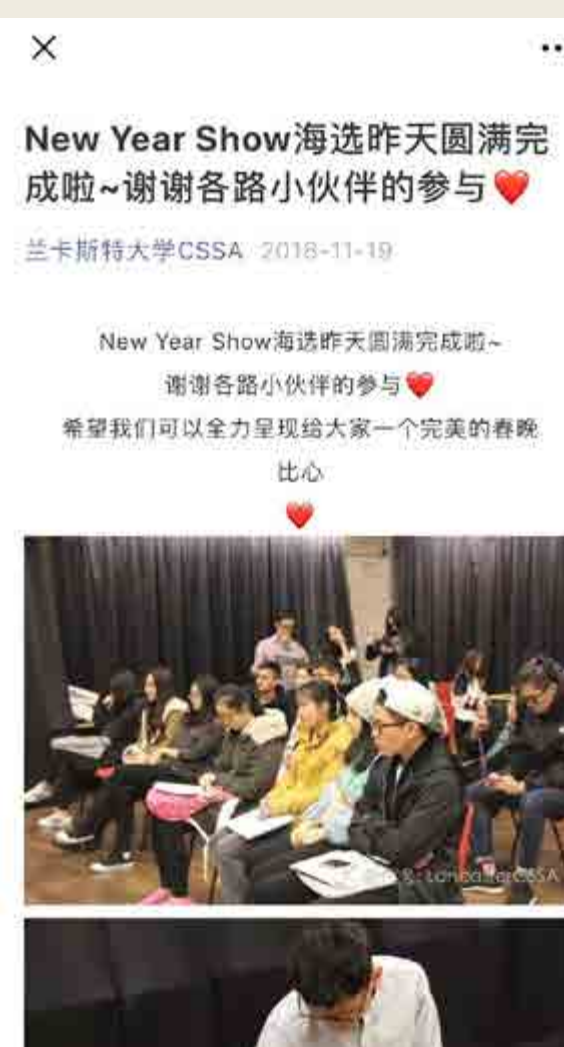 New Year Show海选昨天圆满完
成啦~谢谢各路小伙伴的参与❤️
兰卡斯特大学CSSA 2018-11-19
New Year Show海选昨天圆满完成啦~
谢谢各路小伙伴的参与❤️
希望我们可以全力呈现给大家一个完美的春晚
比心
❤️
号: LancasterCSSA